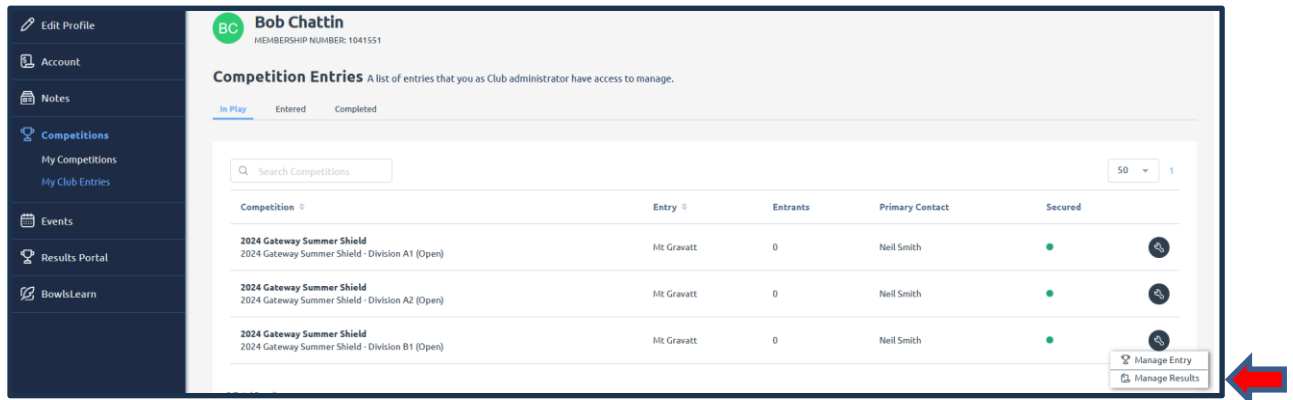 Edit Profile
Account
Notes
Competitions
My Competitions
My Club Entries
Events
Results Portal
BowlsLearn
BC
Bob Chattin
MEMBERSHIP NUMBER: 1041551
Competition Entries A list of entries that you as Club administrator have access to manage.
In Play Entered Completed
Search Competitions 50 1
Competition Entry Entrants Primary Contact Secured
2024 Gateway Summer Shield
2024 Gateway Summer Shield - Division A1 (Open) Mt Gravatt 0 Neil Smith
2024 Gateway Summer Shield
2024 Gateway Summer Shield - Division A2 (Open) Mt Gravatt 0 Neil Smith
2024 Gateway Summer Shield
2024 Gateway Summer Shield - Division B1 (Open) Mt Gravatt 0 Neil Smith
Manage Entry
Manage Results